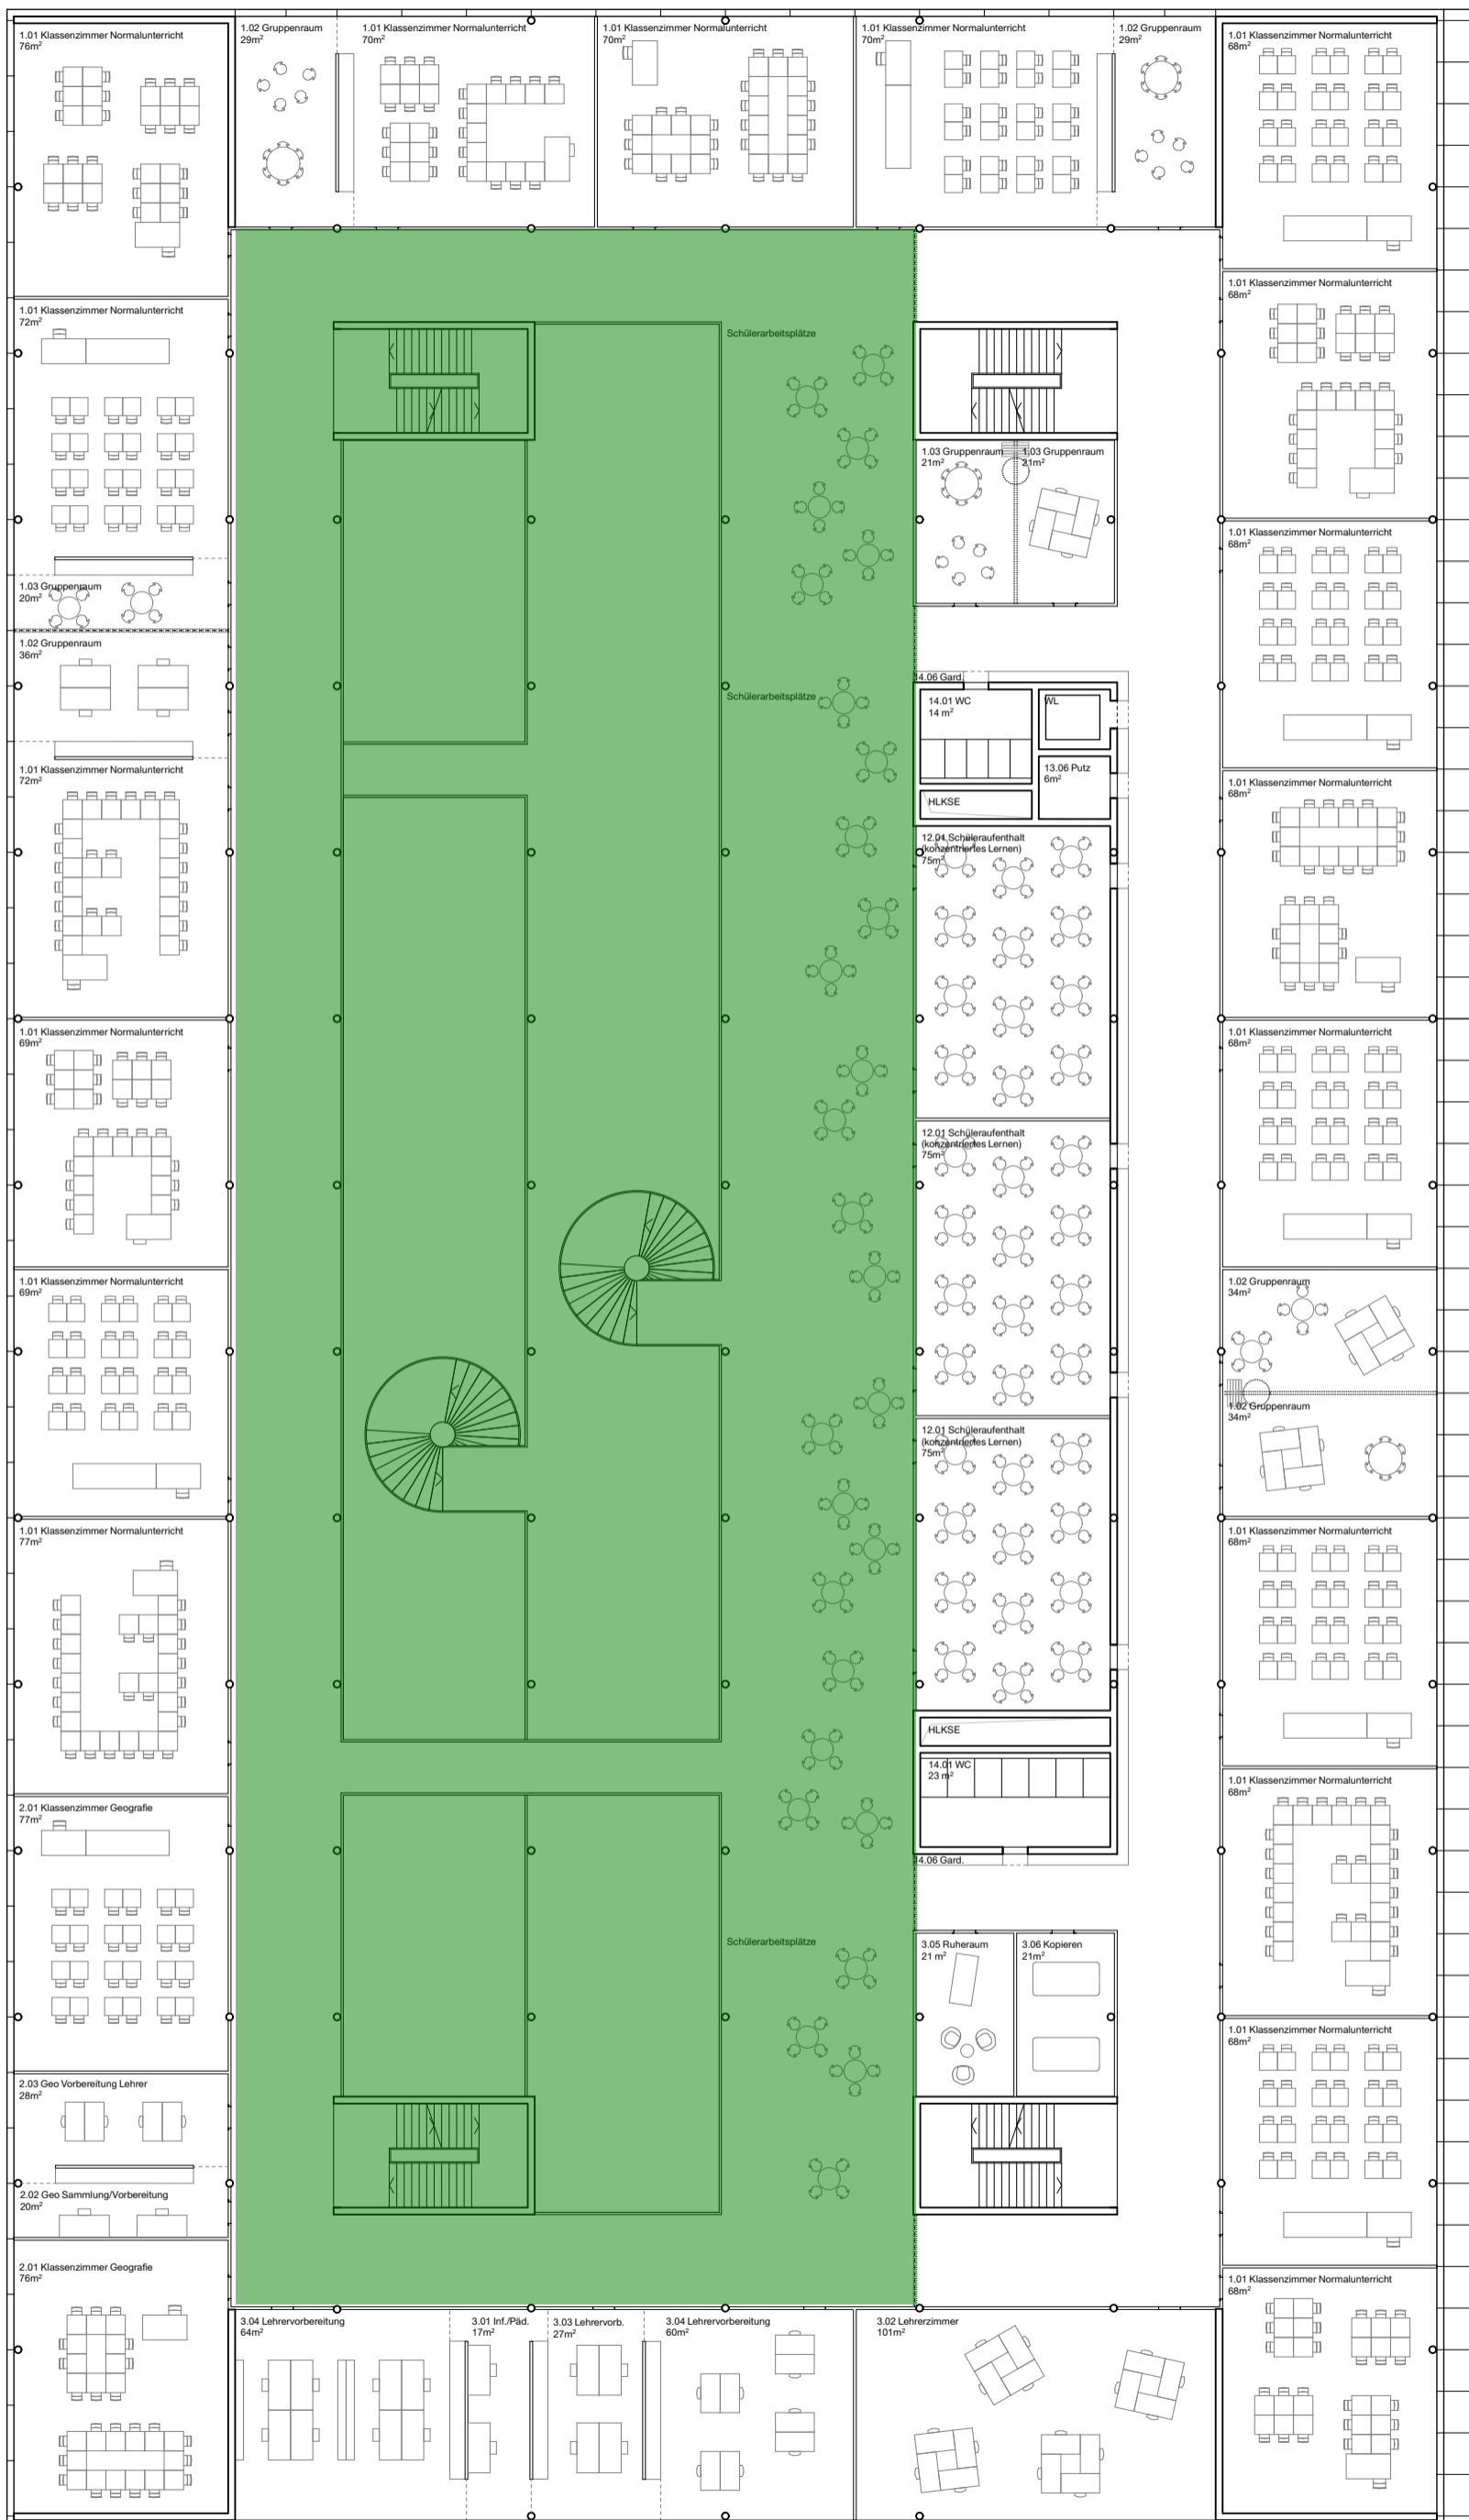 1.01 Klassenzimmer Normalunterricht
76m²
1.02 Gruppenraum
29m²
1.01 Klassenzimmer Normalunterricht
70m²
1.01 Klassenzimmer Normalunterricht
70m²
1.01 Klassenzimmer Normalunterricht
70m²
1.02 Gruppenraum
29m²
1.01 Klassenzimmer Normalunterricht
68m²
1.01 Klassenzimmer Normalunterricht
72m²
Schülerarbeitsplätze
1.01 Klassenzimmer Normalunterricht
68m²
1.03 Gruppenraum
21m²
1.03 Gruppenraum
21m²
1.01 Klassenzimmer Normalunterricht
68m²
1.03 Gruppenraum
20m²
1.02 Gruppenraum
36m²
Schülerarbeitsplätze
14.06 Gard.
14.01 WC
14 m²
WL
13.06 Putz
6m²
HLKSE
1.01 Klassenzimmer Normalunterricht
72m²
1.01 Klassenzimmer Normalunterricht
68m²
12.01 Schüleraufenthalt
(konzentriertes Lernen)
75m²
1.01 Klassenzimmer Normalunterricht
69m²
1.01 Klassenzimmer Normalunterricht
68m²
12.01 Schüleraufenthalt
(konzentriertes Lernen)
75m²
1.01 Klassenzimmer Normalunterricht
69m²
1.02 Gruppenraum
34m²
1.02 Gruppenraum
34m²
12.01 Schüleraufenthalt
(konzentriertes Lernen)
75m²
1.01 Klassenzimmer Normalunterricht
77m²
1.01 Klassenzimmer Normalunterricht
68m²
HLKSE
14.01 WC
23 m²
14.06 Gard.
2.01 Klassenzimmer Geografie
77m²
1.01 Klassenzimmer Normalunterricht
68m²
Schülerarbeitsplätze
3.05 Ruheraum
21 m²
3.06 Kopieren
21m²
1.01 Klassenzimmer Normalunterricht
68m²
2.03 Geo Vorbereitung Lehrer
28m²
2.02 Geo Sammlung/Vorbereitung
20m²
2.01 Klassenzimmer Geografie
76m²
1.01 Klassenzimmer Normalunterricht
68m²
3.04 Lehrervorbereitung
64m²
3.01 Inf./Päd.
17m²
3.03 Lehrervorb.
27m²
3.04 Lehrervorbereitung
60m²
3.02 Lehrerzimmer
101m²